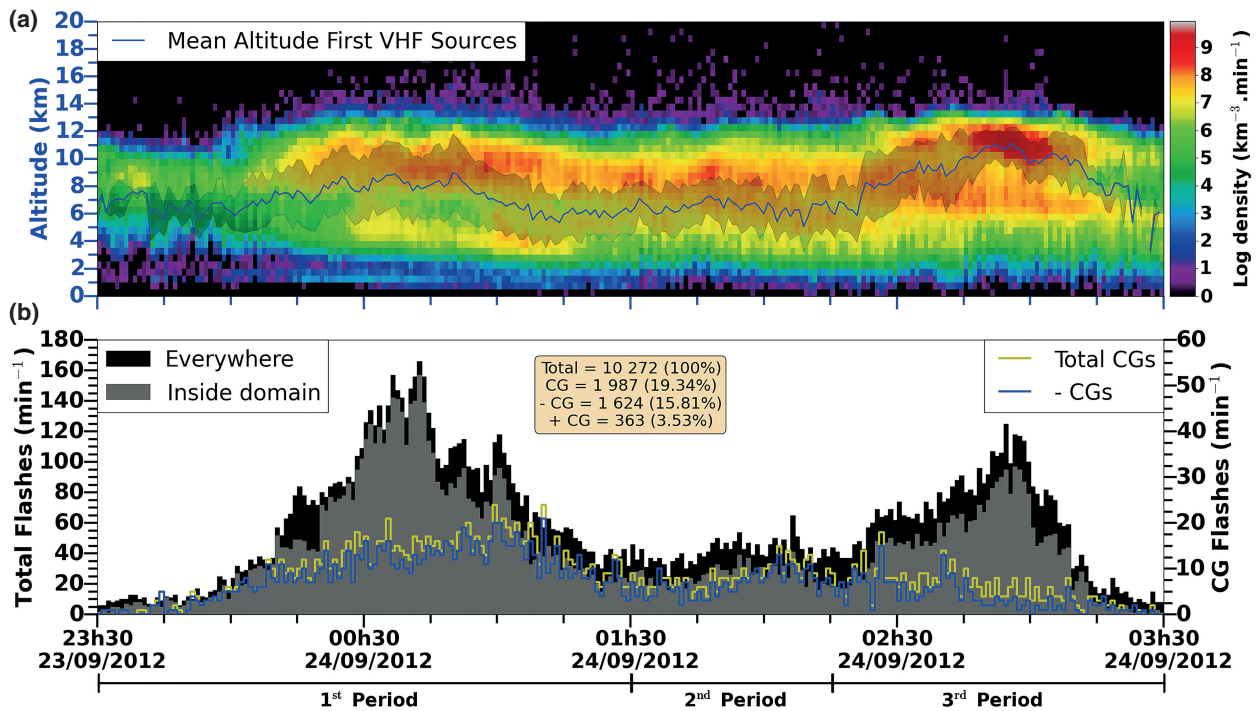 (a)
Altitude (km)
20
18
16
14
12
10
8
6
4
2
0
Mean Altitude First VHF Sources
9
8
7
6
5
4
3
2
1
0
Log density (km⁻³.min⁻¹)
(b)
Total Flashes (min⁻¹)
180
160
140
120
100
80
60
40
20
0
Everywhere
Inside domain
Total = 10 272 (100%)
CG = 1 987 (19.34%)
- CG = 1 624 (15.81%)
+ CG = 363 (3.53%)
Total CGs
- CGs
60
50
40
30
20
10
0
CG Flashes (min⁻¹)
23h30 00h30 01h30 02h30 03h30
23/09/2012 24/09/2012 24/09/2012 24/09/2012 24/09/2012
1st Period 2nd Period 3rd Period